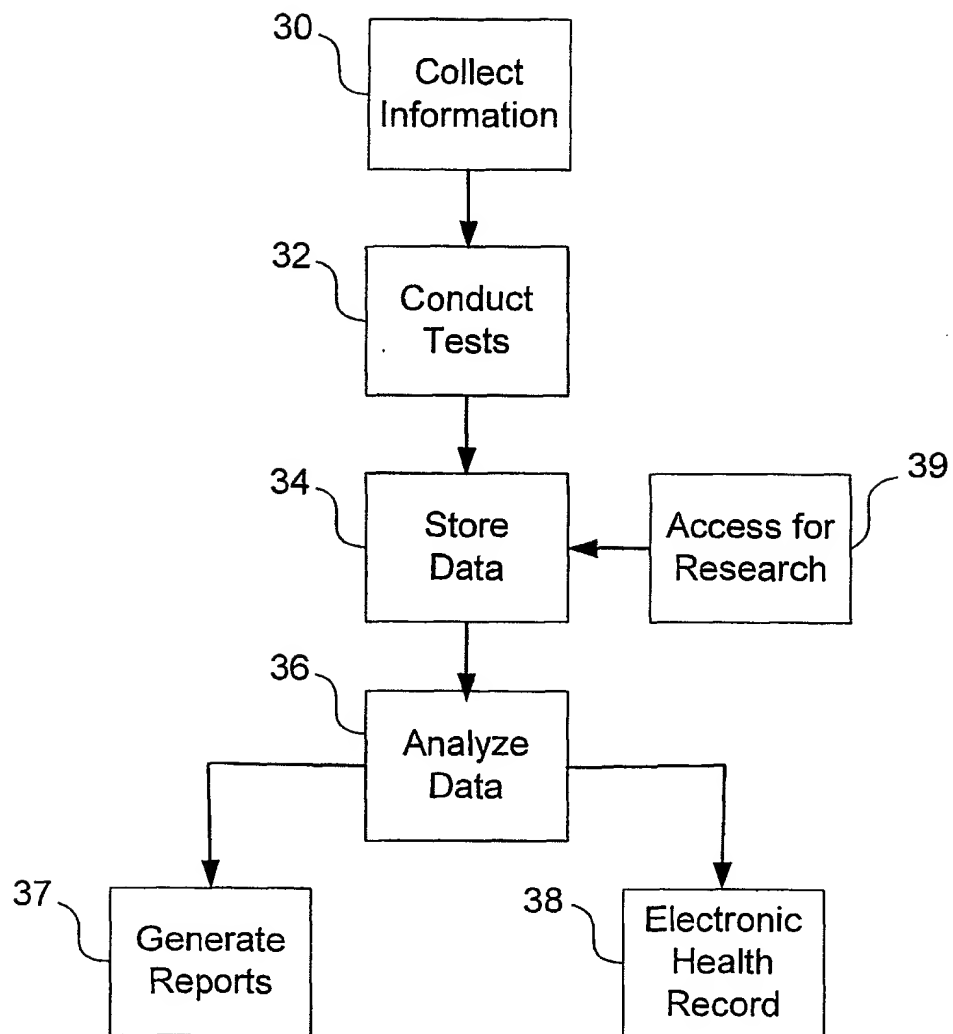 30
Collect
Information
32
Conduct
Tests
34
Store
Data
39
Access for
Research
36
Analyze
Data
37
Generate
Reports
38
Electronic
Health
Record